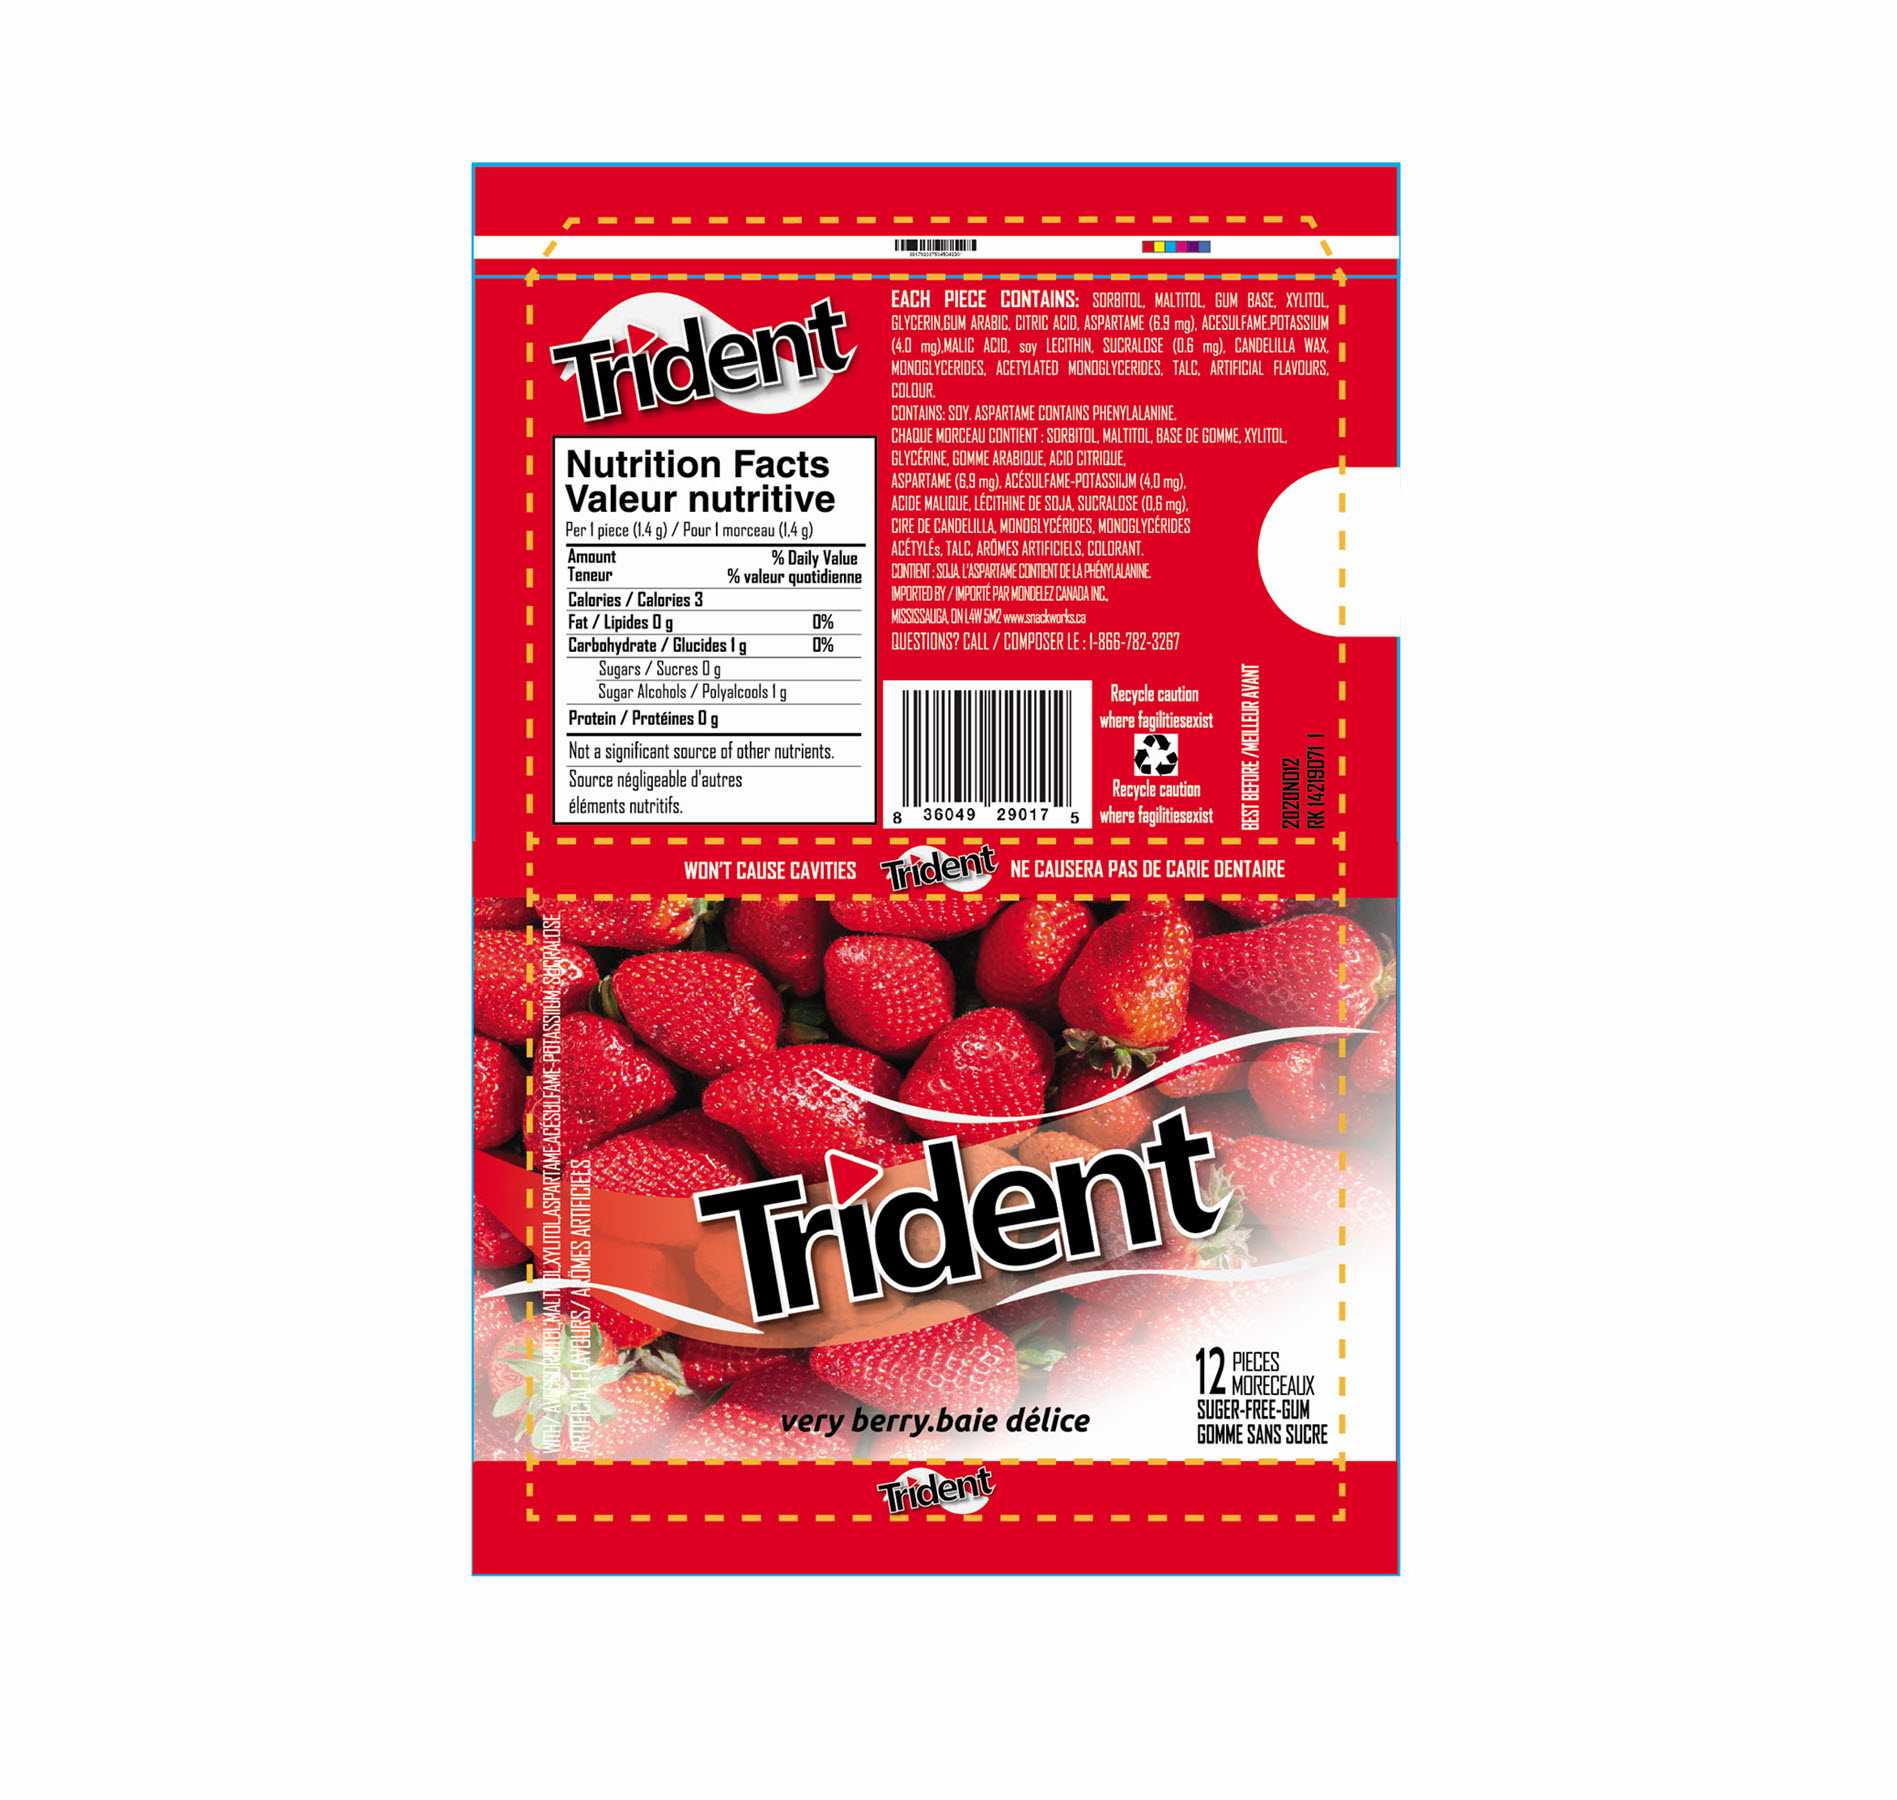 Trident
EACH PIECE CONTAINS: SORBITOL, MALTITOL, GUM BASE, XYLITOL,
GLYCERIN,GUM ARABIC, CITRIC ACID, ASPARTAME (6.9 mg), ACESULFAME.POTASSIUM
(4.0 mg),MALIC ACID, soy LECITHIN, SUCRALOSE (0.6 mg), CANDELILLA WAX,
MONOGLYCERIDES, ACETYLATED MONOGLYCERIDES, TALC, ARTIFICIAL FLAVOURS,
COLOUR.
CONTAINS: SOY. ASPARTAME CONTAINS PHENYLALANINE.
CHAQUE MORCEAU CONTIENT : SORBITOL, MALTITOL, BASE DE GOMME, XYLITOL,
GLYCÉRINE, GOMME ARABIQUE, ACID CITRIQUE,
ASPARTAME (6,9 mg), ACÉSULFAME-POTASSIIJM (4,0 mg),
ACIDE MALIQUE, LÉCITHINE DE SOJA, SUCRALOSE (0,6 mg),
CIRE DE CANDELILLA, MONOGLYCÉRIDES, MONOGLYCÉRIDES
ACÉTYLÉs, TALC, ARÔMES ARTIFICIELS, COLORANT.
CONTIENT : SOJA. L'ASPARTAME CONTIENT DE LA PHÉNYLALANINE.
IMPORTED BY / IMPORTÉ PAR MONDELEZ CANADA INC.,
MISSISSAUGA, ON L4W 5M2 www.snackworks.ca
QUESTIONS? CALL / COMPOSER LE : 1-866-782-3267
Nutrition Facts
Valeur nutritive
Per 1 piece (1.4 g) / Pour 1 morceau (1,4 g)
Amount % Daily Value
Teneur % valeur quotidienne
Calories / Calories 3
Fat / Lipides 0 g 0%
Carbohydrate / Glucides 1 g 0%
Sugars / Sucres 0 g
Sugar Alcohols / Polyalcools 1 g
Protein / Protéines 0 g
Not a significant source of other nutrients.
Source négligeable d'autres
éléments nutritifs.
8 36049 29017 5
Recycle caution
where fagilitiesexist
Recycle caution
where fagilitiesexist
BEST BEFORE /MEILLEUR AVANT
2020N012
RK 14219071 1
WON'T CAUSE CAVITIES Trident NE CAUSERA PAS DE CARIE DENTAIRE
ARTIFICIAL FLAVOURS/ ARÔMES ARTIFICIELS
Trident
very berry.baie délice
12 PIECES
MORECEAUX
SUGER-FREE-GUM
GOMME SANS SUCRE
Trident